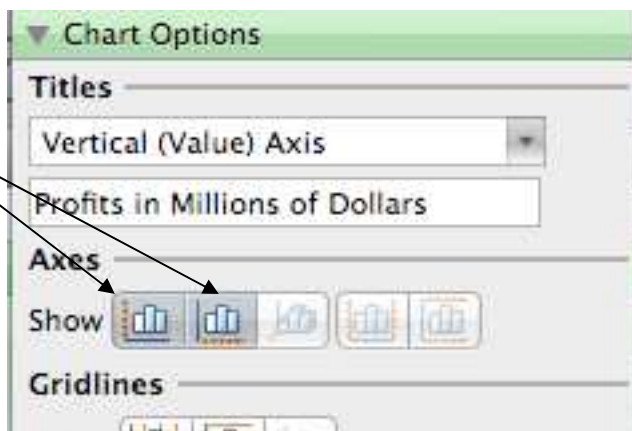 Chart Options
Titles
Vertical (Value) Axis
Profits in Millions of Dollars
Axes
Show
Gridlines